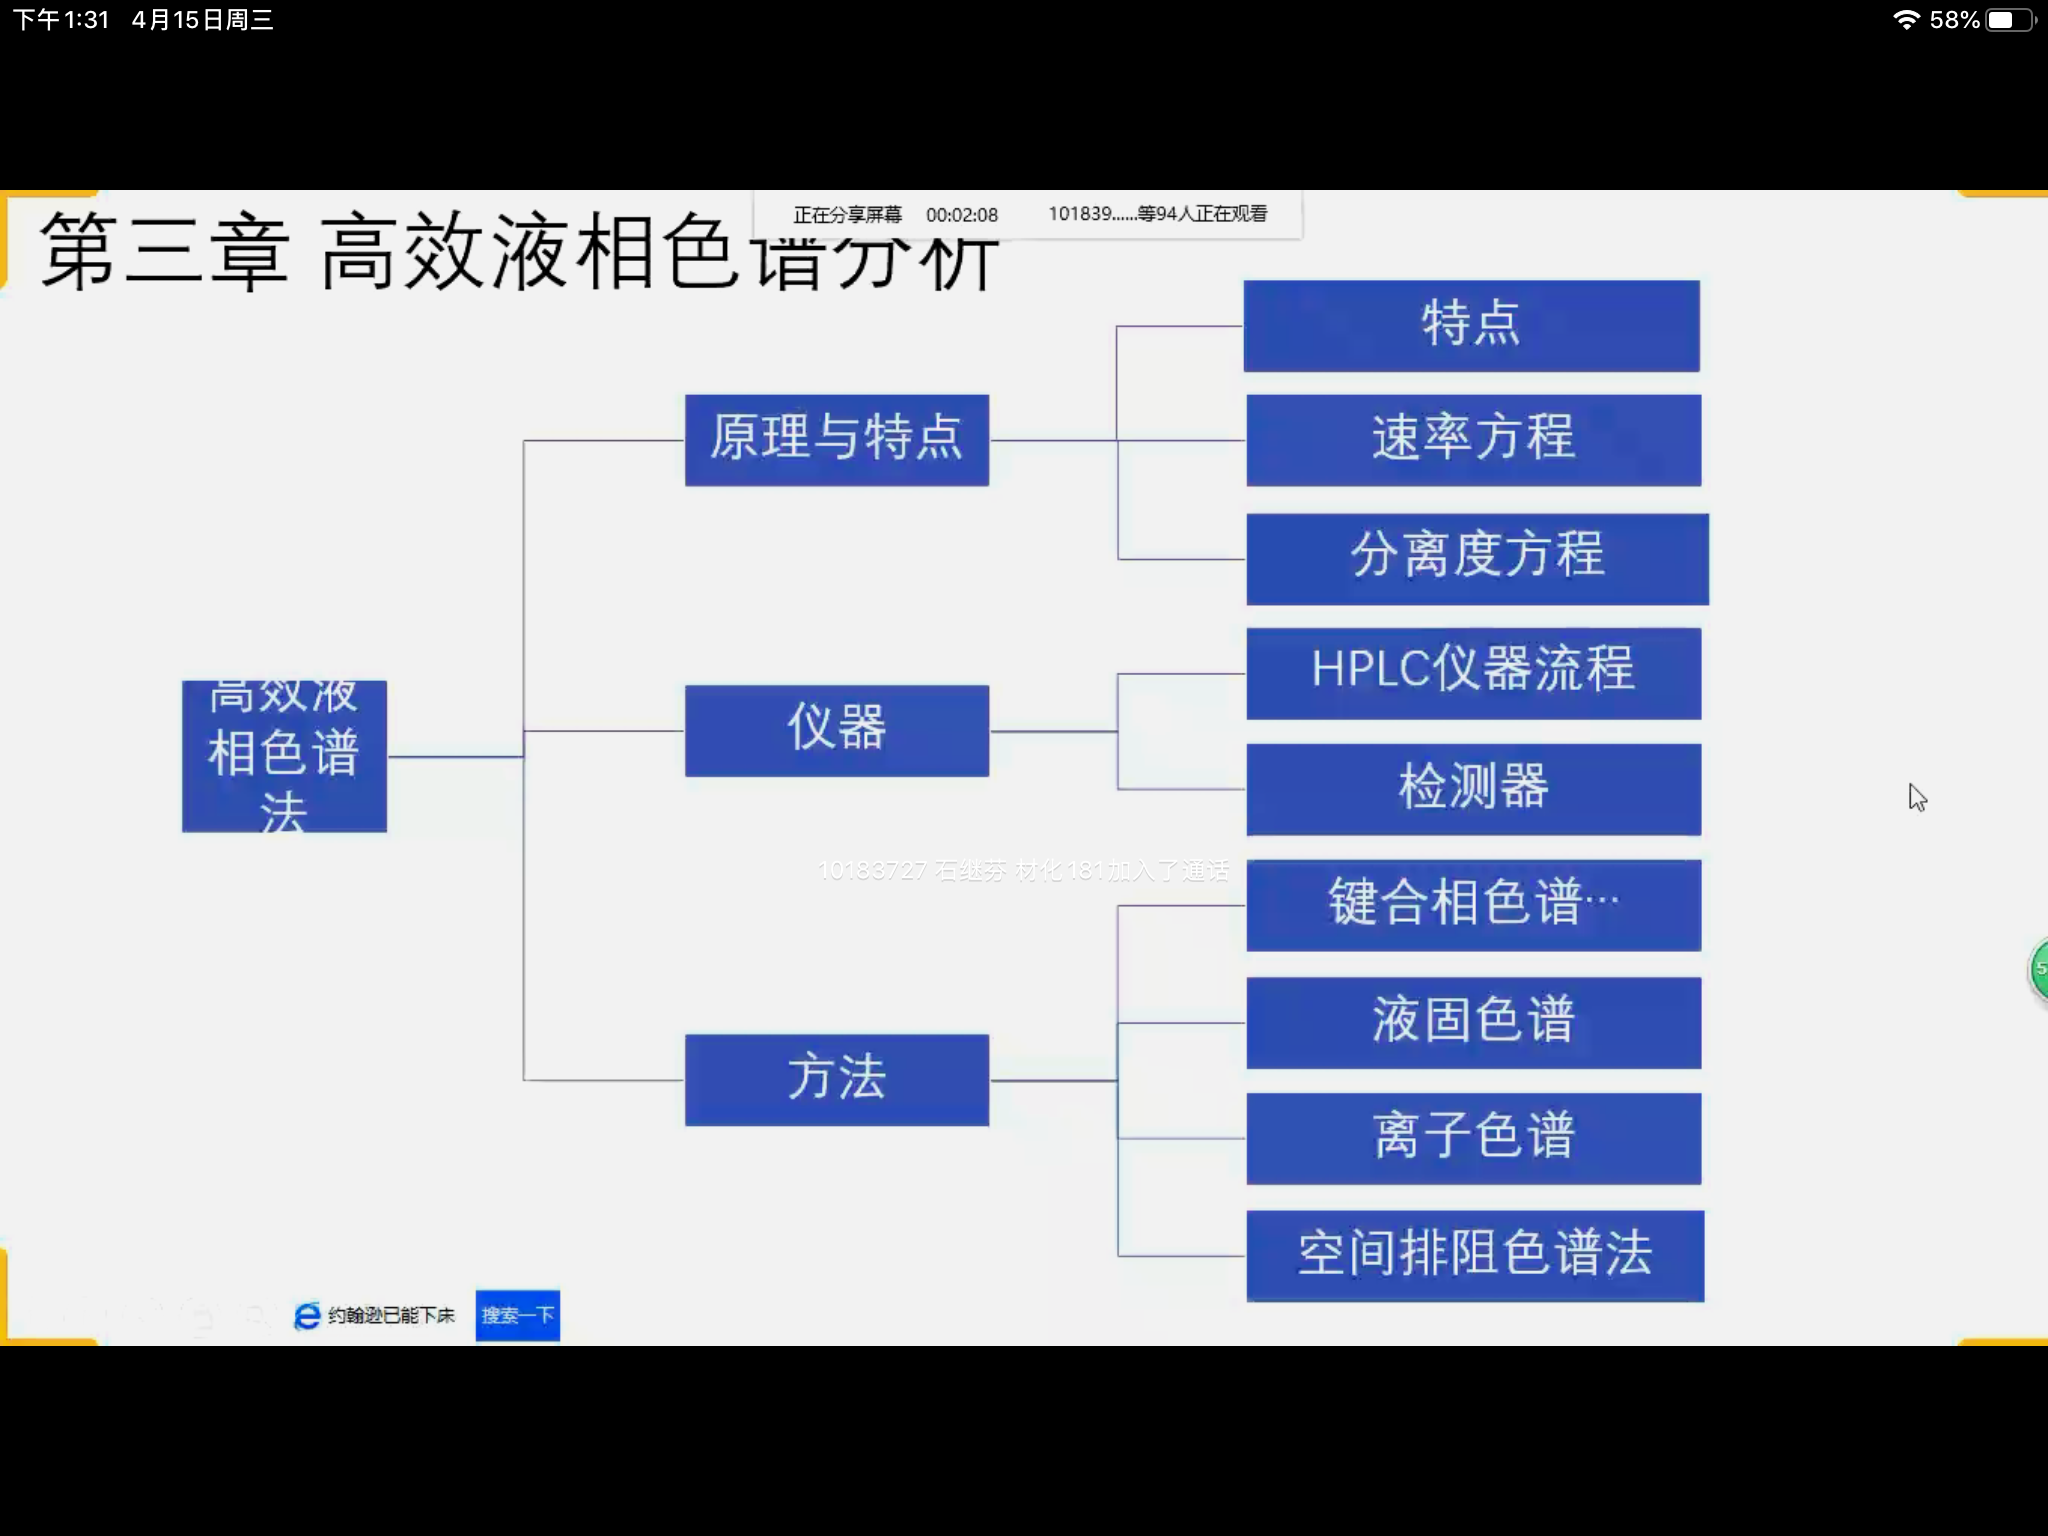 下午1:31 4月15日周三
58%
正在分享屏幕 00:02:08 101839......等94人正在观看
第三章 高效液相色谱分析
特点
原理与特点
速率方程
分离度方程
HPLC仪器流程
高效液
相色谱
法
仪器
检测器
10183727 石继芬 材化181加入了通话
键合相色谱…
液固色谱
方法
离子色谱
空间排阻色谱法
约翰逊已能下床 搜索一下